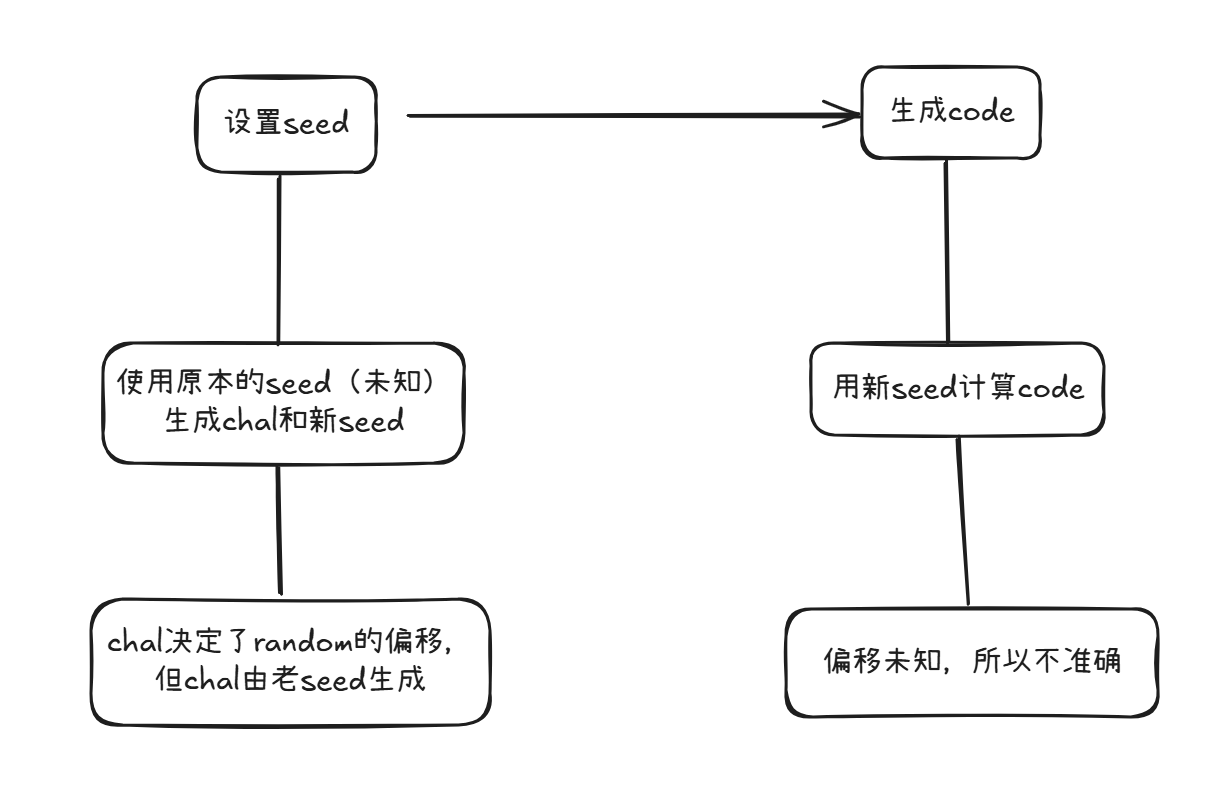 设置seed
生成code
使用原本的seed（未知）
生成chal和新seed
用新seed计算code
chal决定了random的偏移，
但chal由老seed生成
偏移未知，所以不准确